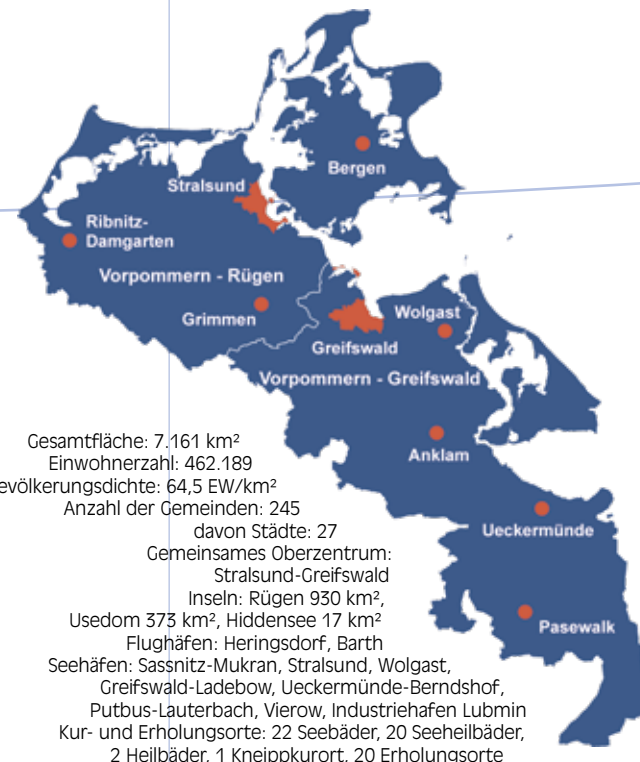 Bergen
Stralsund
Ribnitz-
Damgarten
Vorpommern - Rügen
Grimmen
Wolgast
Greifswald
Vorpommern - Greifswald
Anklam
Ueckermünde
Pasewalk
Gesamtfläche: 7.161 km²
Einwohnerzahl: 462.189
evölkerungsdichte: 64,5 EW/km²
Anzahl der Gemeinden: 245
davon Städte: 27
Gemeinsames Oberzentrum:
Stralsund-Greifswald
Inseln: Rügen 930 km²,
Usedom 373 km², Hiddensee 17 km²
Flughäfen: Heringsdorf, Barth
Seehäfen: Sassnitz-Mukran, Stralsund, Wolgast,
Greifswald-Ladebow, Ueckermünde-Berndshof,
Putbus-Lauterbach, Vierow, Industriehafen Lubmin
Kur- und Erholungsorte: 22 Seebäder, 20 Seeheilbäder,
2 Heilbäder, 1 Kneippkurort, 20 Erholungsorte